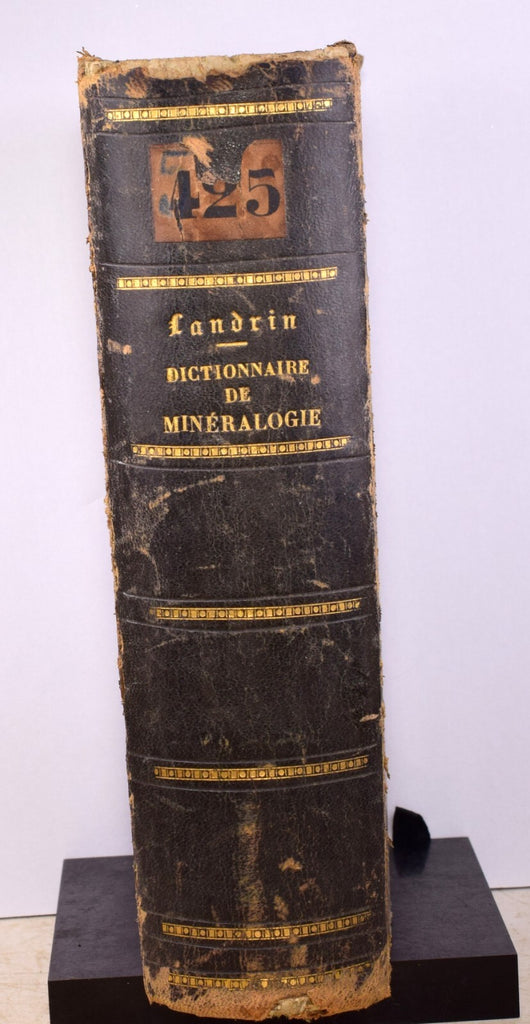 425
Landrin
DICTIONNAIRE
DE
MINÉRALOGIE